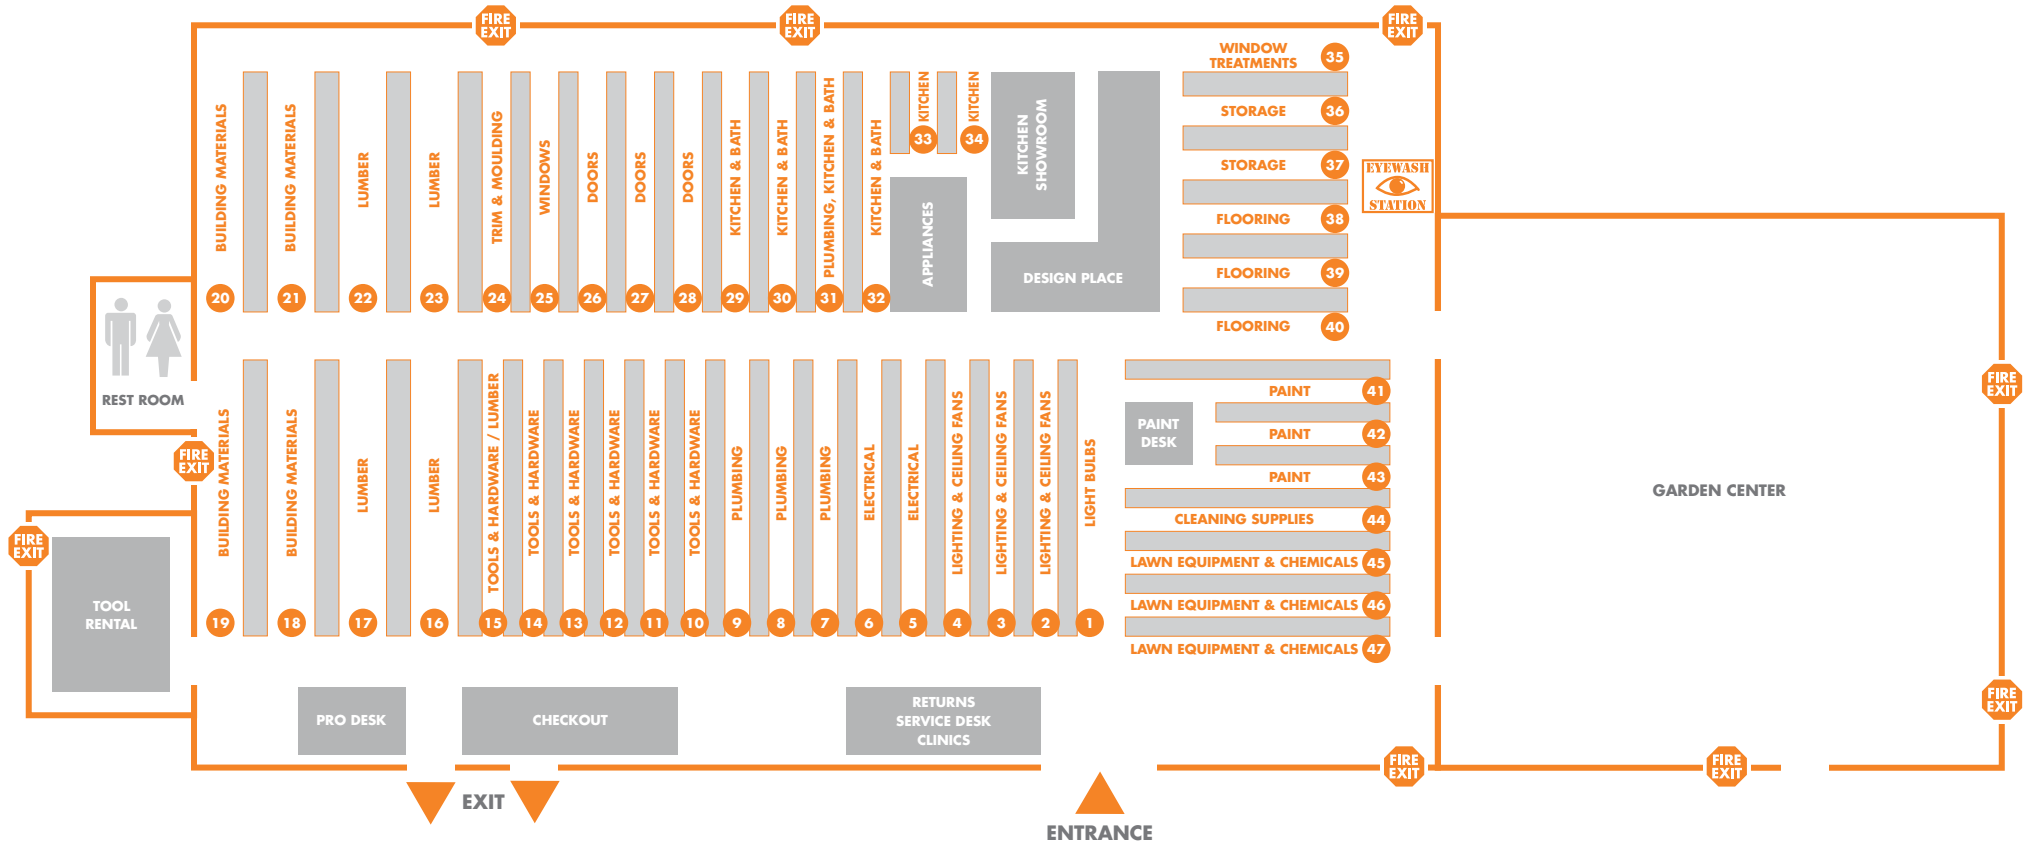 FIRE
EXIT
FIRE
EXIT
FIRE
EXIT
BUILDING MATERIALS
20
BUILDING MATERIALS
21
LUMBER
22
LUMBER
23
TRIM & MOULDING
24
WINDOWS
25
DOORS
26
DOORS
27
DOORS
28
KITCHEN & BATH
29
KITCHEN & BATH
30
PLUMBING, KITCHEN & BATH
31
KITCHEN & BATH
32
KITCHEN
33
KITCHEN
34
APPLIANCES
KITCHEN
SHOWROOM
DESIGN PLACE
WINDOW
TREATMENTS
35
STORAGE
36
STORAGE
37
FLOORING
38
FLOORING
39
FLOORING
40
EYEWASH
STATION
REST ROOM
FIRE
EXIT
FIRE
EXIT
TOOL
RENTAL
BUILDING MATERIALS
19
BUILDING MATERIALS
18
LUMBER
17
LUMBER
16
TOOLS & HARDWARE / LUMBER
15
TOOLS & HARDWARE
14
TOOLS & HARDWARE
13
TOOLS & HARDWARE
12
TOOLS & HARDWARE
11
TOOLS & HARDWARE
10
PLUMBING
9
PLUMBING
8
PLUMBING
7
ELECTRICAL
6
ELECTRICAL
5
LIGHTING & CEILING FANS
4
LIGHTING & CEILING FANS
3
LIGHTING & CEILING FANS
2
LIGHT BULBS
1
PAINT
41
PAINT
DESK
PAINT
42
PAINT
43
CLEANING SUPPLIES
44
LAWN EQUIPMENT & CHEMICALS
45
LAWN EQUIPMENT & CHEMICALS
46
LAWN EQUIPMENT & CHEMICALS
47
GARDEN CENTER
FIRE
EXIT
FIRE
EXIT
PRO DESK
CHECKOUT
RETURNS
SERVICE DESK
CLINICS
FIRE
EXIT
FIRE
EXIT
EXIT
ENTRANCE